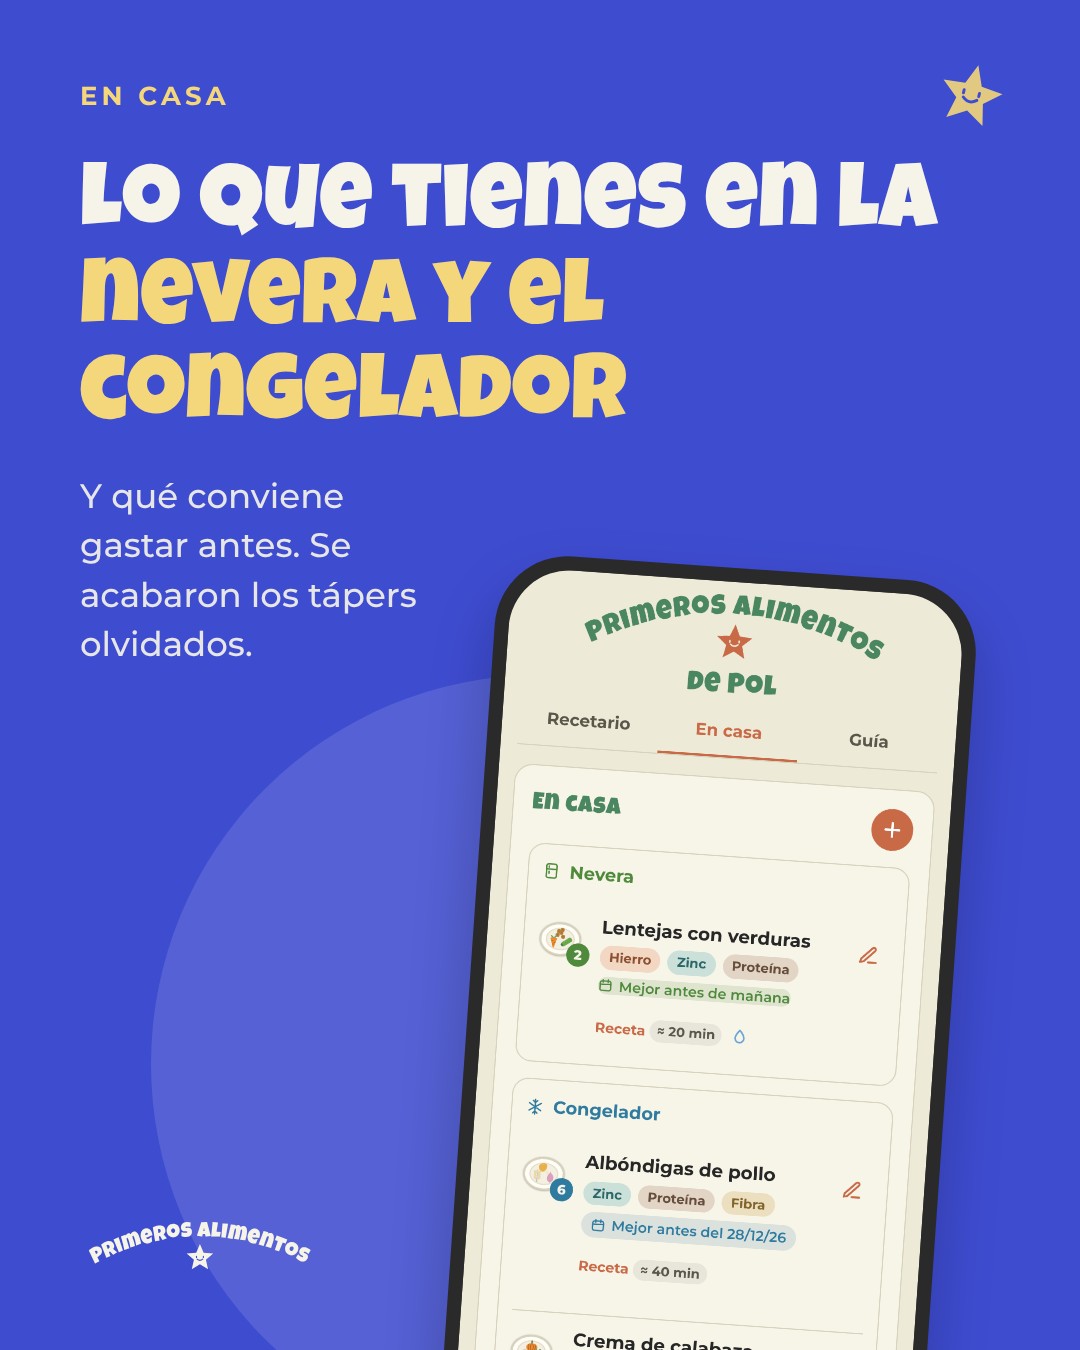 EN CASA
LO QUE TIENES EN LA
NEVERA Y EL
CONGELADOR
Y qué conviene
gastar antes. Se
acabaron los tápers
olvidados.
PRIMEROS ALIMENTOS
DE POL
Recetario En casa Guía
EN CASA
Nevera
Lentejas con verduras
2
Hierro Zinc Proteína
Mejor antes de mañana
Receta ≈ 20 min
Congelador
Albóndigas de pollo
6
Zinc Proteína Fibra
Mejor antes del 28/12/26
Receta ≈ 40 min
Crema de
PRIMEROS ALIMENTOS